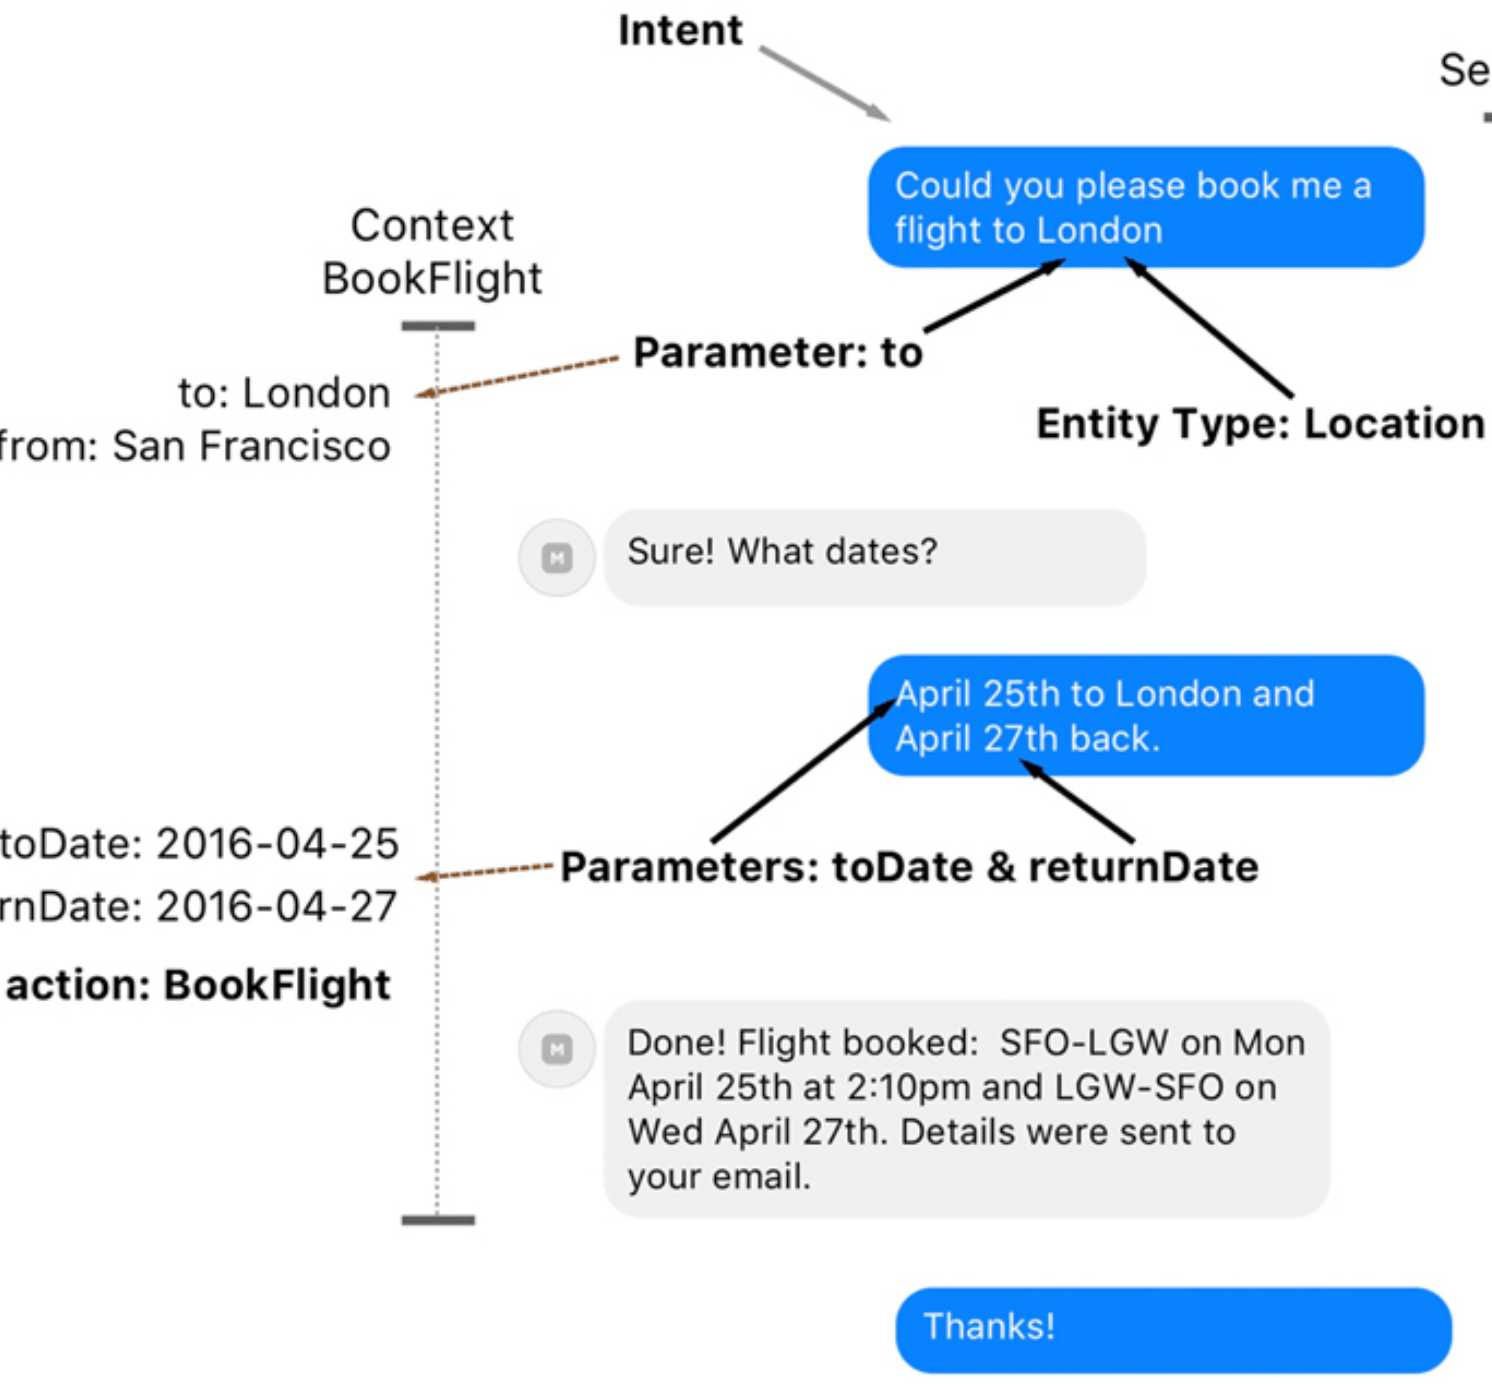 Intent
Se
Could you please book me a
flight to London
Context
BookFlight
Parameter: to
to: London
Entity Type: Location
from: San Francisco
M
Sure! What dates?
April 25th to London and
April 27th back.
toDate: 2016-04-25
Parameters: toDate & returnDate
rnDate: 2016-04-27
action: BookFlight
M
Done! Flight booked:  SFO-LGW on Mon
April 25th at 2:10pm and LGW-SFO on
Wed April 27th. Details were sent to
your email.
Thanks!